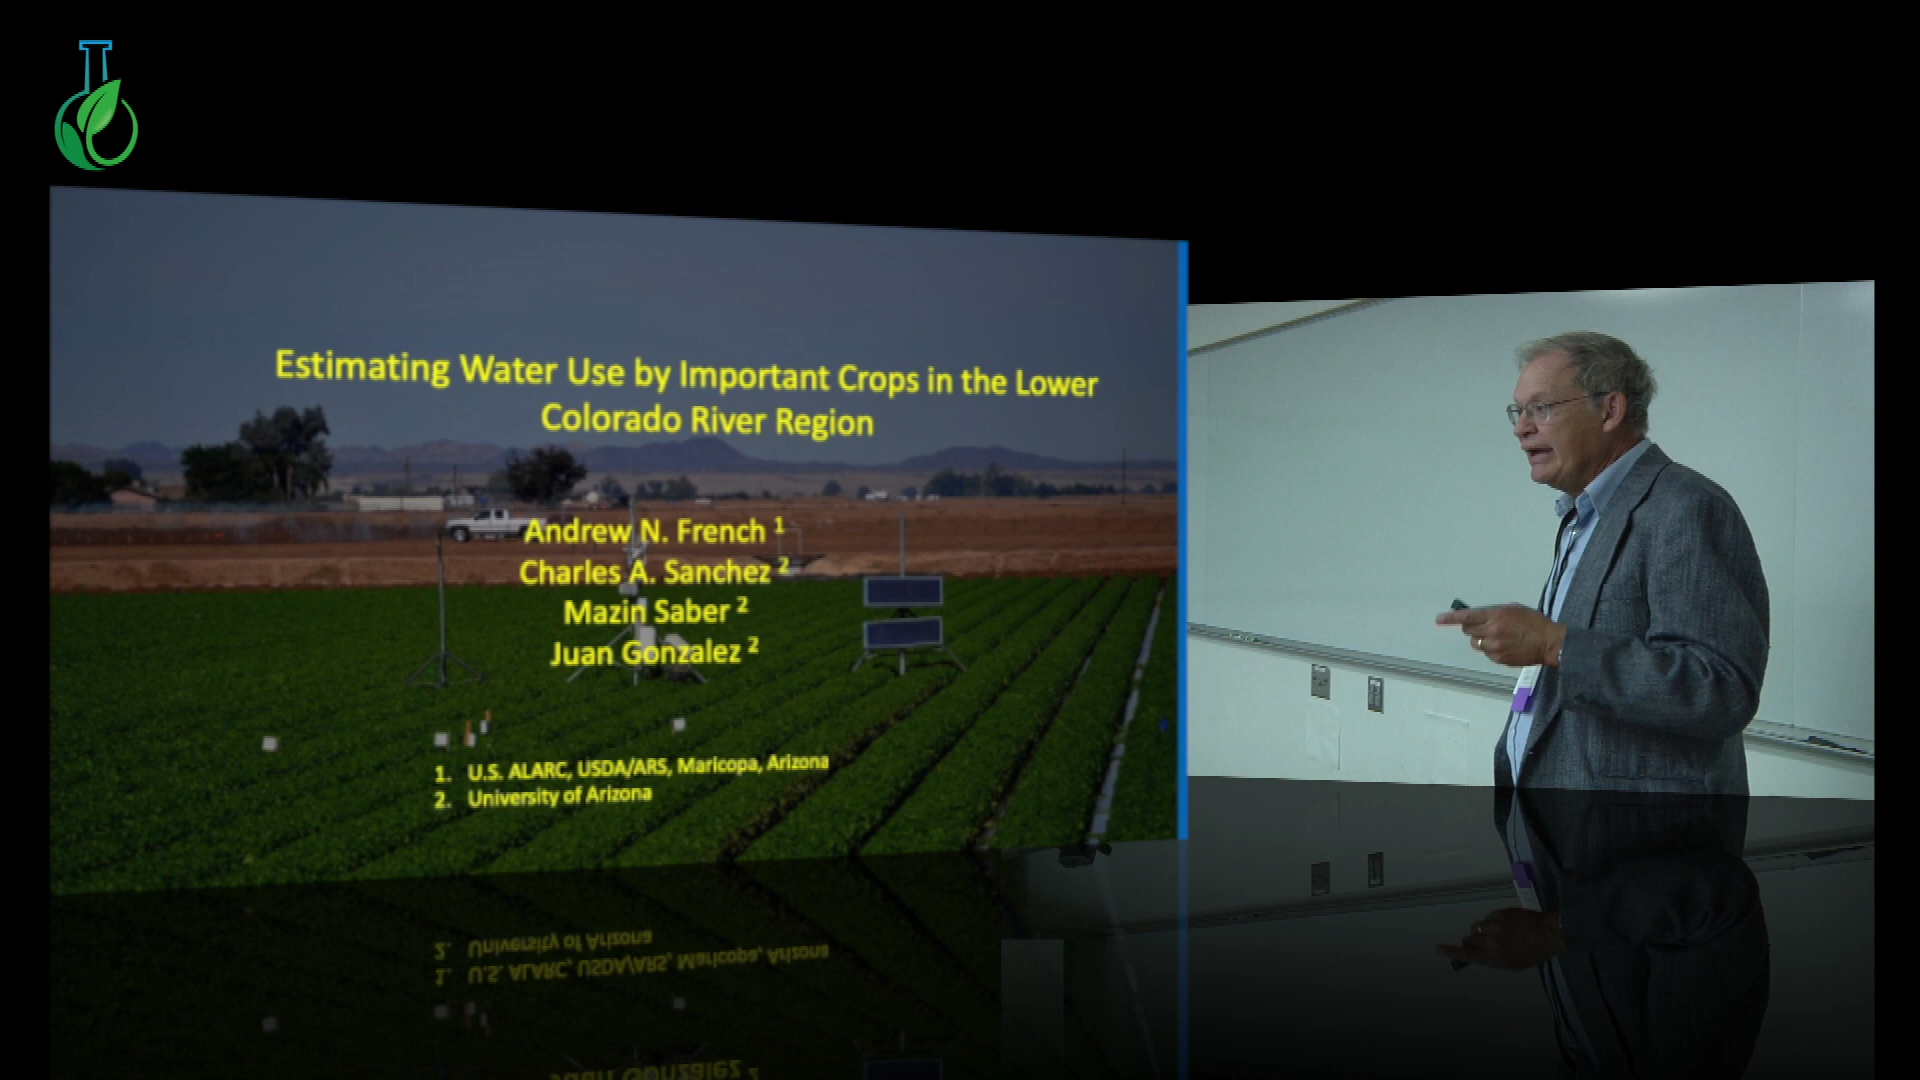 Estimating Water Use by Important Crops in the Lower
Colorado River Region
Andrew N. French 1
Charles A. Sanchez 2
Mazin Saber 2
Juan Gonzalez 2
1. U.S. ALARC, USDA/ARS, Maricopa, Arizona
2. University of Arizona